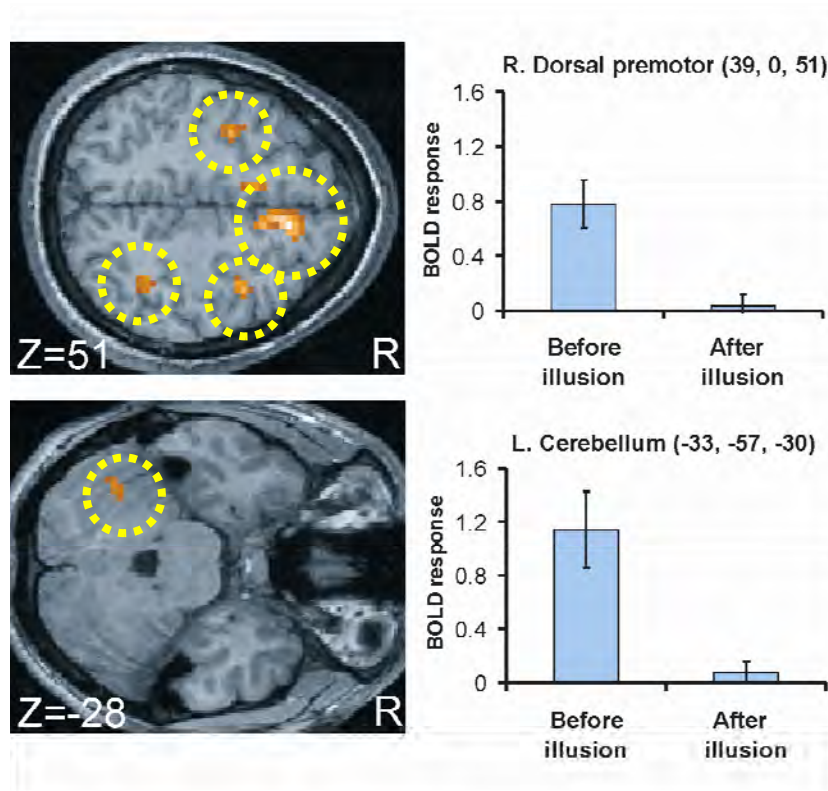 Z=51
R
R. Dorsal premotor (39, 0, 51)
BOLD response
1.6
1.2
0.8
0.4
0
Before illusion
After illusion
Z=-28
R
L. Cerebellum (-33, -57, -30)
BOLD response
1.6
1.2
0.8
0.4
0
Before illusion
After illusion